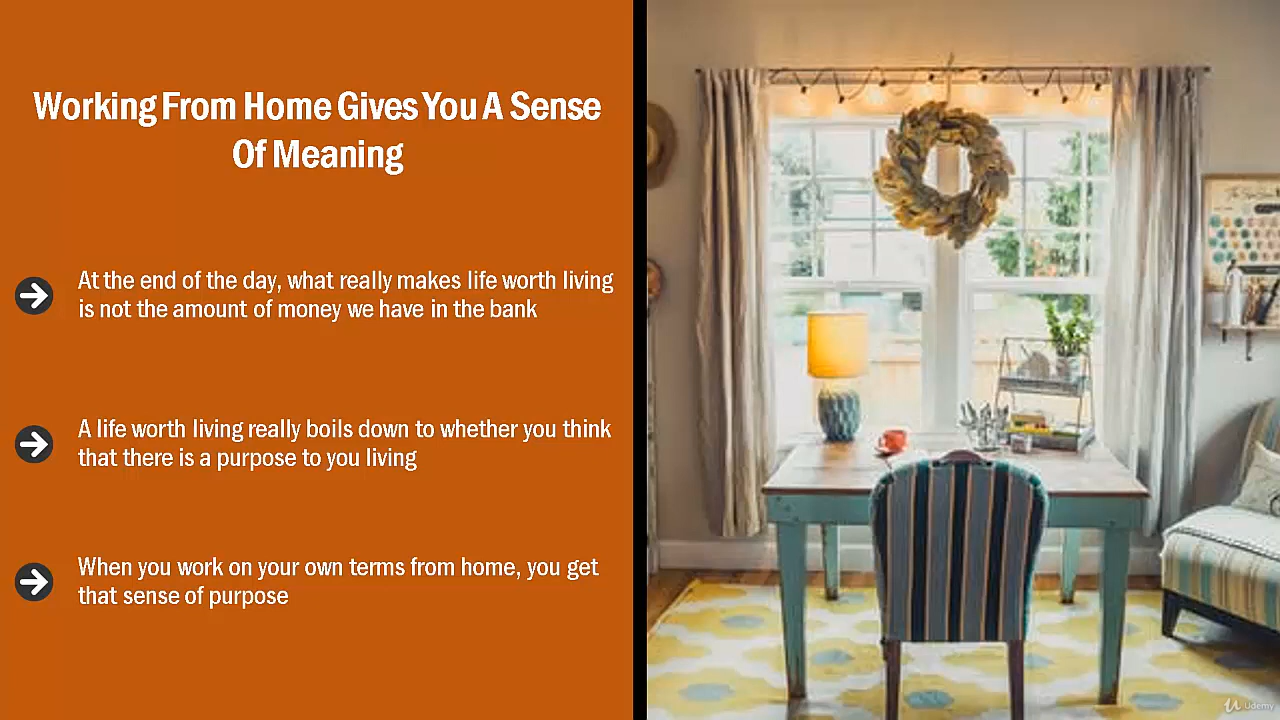 Working From Home Gives You A Sense
Of Meaning
At the end of the day, what really makes life worth living
is not the amount of money we have in the bank
A life worth living really boils down to whether you think
that there is a purpose to you living
When you work on your own terms from home, you get
that sense of purpose
Udemy